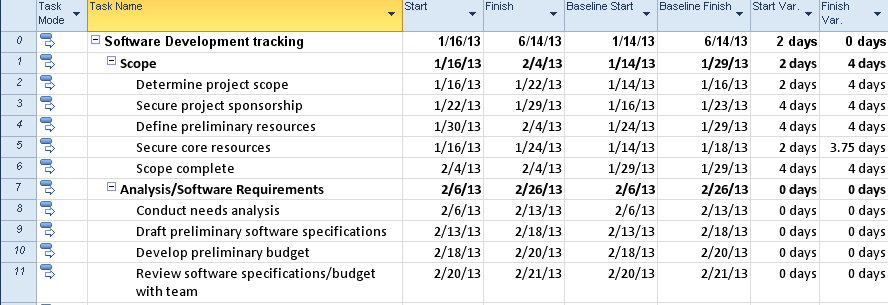 Task Mode Task Name Start Finish Baseline Start Baseline Finish Start Var. Finish Var.
0 Software Development tracking 1/16/13 6/14/13 1/14/13 6/14/13 2 days 0 days
1 Scope 1/16/13 2/4/13 1/14/13 1/29/13 2 days 4 days
2 Determine project scope 1/16/13 1/22/13 1/14/13 1/16/13 2 days 4 days
3 Secure project sponsorship 1/22/13 1/29/13 1/16/13 1/23/13 4 days 4 days
4 Define preliminary resources 1/30/13 2/4/13 1/24/13 1/29/13 4 days 4 days
5 Secure core resources 1/16/13 1/24/13 1/14/13 1/18/13 2 days 3.75 days
6 Scope complete 2/4/13 2/4/13 1/29/13 1/29/13 4 days 4 days
7 Analysis/Software Requirements 2/6/13 2/26/13 2/6/13 2/26/13 0 days 0 days
8 Conduct needs analysis 2/6/13 2/13/13 2/6/13 2/13/13 0 days 0 days
9 Draft preliminary software specifications 2/13/13 2/18/13 2/13/13 2/18/13 0 days 0 days
10 Develop preliminary budget 2/18/13 2/20/13 2/18/13 2/20/13 0 days 0 days
11 Review software specifications/budget 2/20/13 2/21/13 2/20/13 2/21/13 0 days 0 days
with team